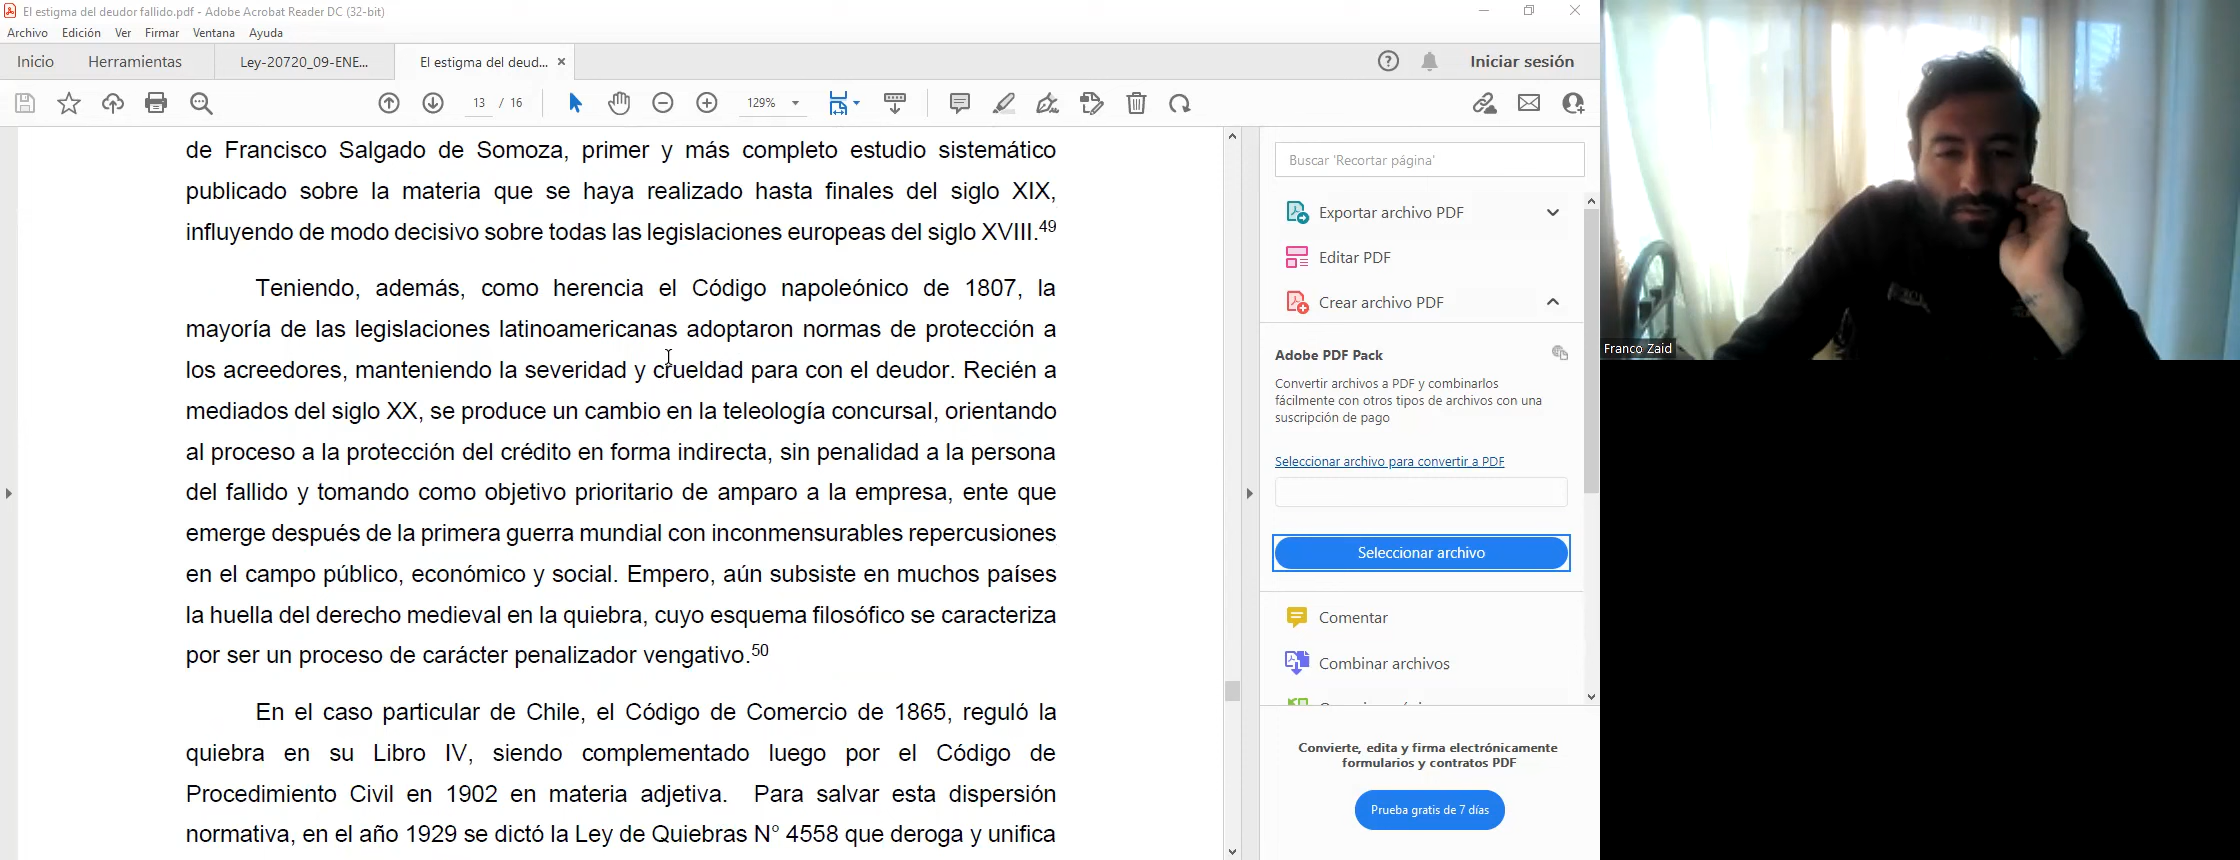 El estigma del deudor fallido.pdf - Adobe Acrobat Reader DC (32-bit)
Archivo Edición Ver Firmar Ventana Ayuda
Inicio Herramientas Ley-20720_09-ENE... El estigma del deud... Iniciar sesión
13 / 16 129%
de Francisco Salgado de Somoza, primer y más completo estudio sistemático
publicado sobre la materia que se haya realizado hasta finales del siglo XIX,
influyendo de modo decisivo sobre todas las legislaciones europeas del siglo XVIII.49
Teniendo, además, como herencia el Código napoleónico de 1807, la
mayoría de las legislaciones latinoamericanas adoptaron normas de protección a
los acreedores, manteniendo la severidad y crueldad para con el deudor. Recién a
mediados del siglo XX, se produce un cambio en la teleología concursal, orientando
al proceso a la protección del crédito en forma indirecta, sin penalidad a la persona
del fallido y tomando como objetivo prioritario de amparo a la empresa, ente que
emerge después de la primera guerra mundial con inconmensurables repercusiones
en el campo público, económico y social. Empero, aún subsiste en muchos países
la huella del derecho medieval en la quiebra, cuyo esquema filosófico se caracteriza
por ser un proceso de carácter penalizador vengativo.50
En el caso particular de Chile, el Código de Comercio de 1865, reguló la
quiebra en su Libro IV, siendo complementado luego por el Código de
Procedimiento Civil en 1902 en materia adjetiva. Para salvar esta dispersión
normativa, en el año 1929 se dictó la Ley de Quiebras N° 4558 que deroga y unifica
Buscar 'Recortar página'
Exportar archivo PDF
Editar PDF
Crear archivo PDF
Adobe PDF Pack
Convertir archivos a PDF y combinarlos
fácilmente con otros tipos de archivos con una
suscripción de pago
Seleccionar archivo para convertir a PDF
Seleccionar archivo
Comentar
Combinar archivos
Convierte, edita y firma electrónicamente
formularios y contratos PDF
Prueba gratis de 7 días
Franco Zaid